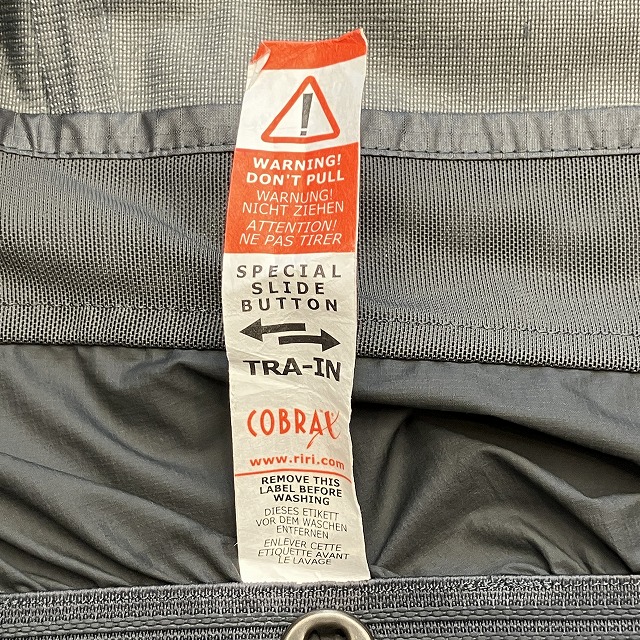 !
WARNING!
DON'T PULL
WARNUNG!
NICHT ZIEHEN
ATTENTION!
NE PAS TIRER
SPECIAL
SLIDE
BUTTON
TRA-IN
COBRAX
www.riri.com
REMOVE THIS
LABEL BEFORE
WASHING
DIESES ETIKETT
VOR DEM WASCHEN
ENTFERNEN
ENLEVER CETTE
ETIQUETTE AVANT
LE LAVAGE